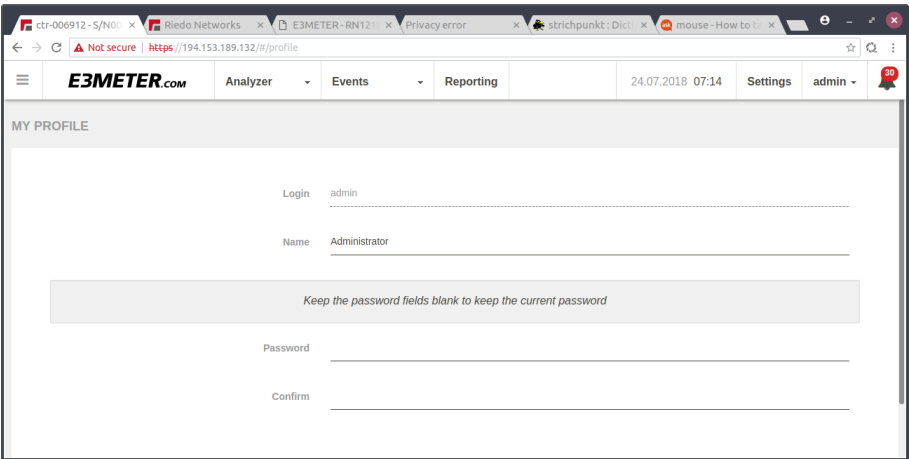 ctr-006912 - S/N00 Riedo Networks E3METER - RN121 Privacy error strichpunkt : Dict mouse - How to ta
Not secure | https://194.153.189.132/#/profile
E3METER.COM Analyzer Events Reporting 24.07.2018 07:14 Settings admin 30
MY PROFILE
Login admin
Name Administrator
Keep the password fields blank to keep the current password
Password
Confirm